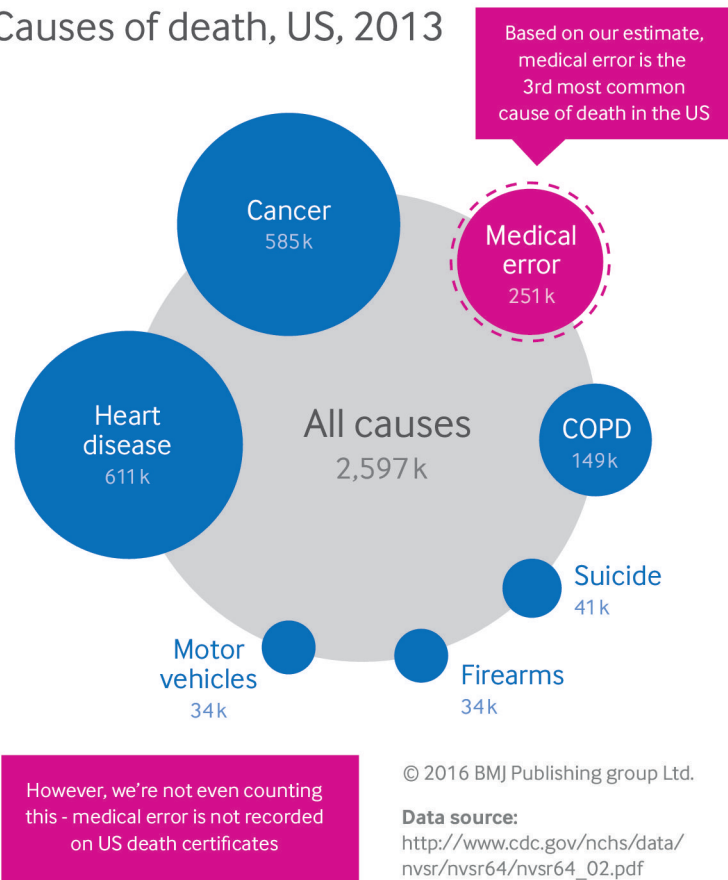 Causes of death, US, 2013
Based on our estimate,
medical error is the
3rd most common
cause of death in the US
Cancer
585k
Medical
error
251k
Heart
disease
611k
All causes
2,597k
COPD
149k
Suicide
41k
Motor
vehicles
34k
Firearms
34k
However, we're not even counting
this - medical error is not recorded
on US death certificates
© 2016 BMJ Publishing group Ltd.
Data source:
http://www.cdc.gov/nchs/data/
nvsr/nvsr64/nvsr64_02.pdf